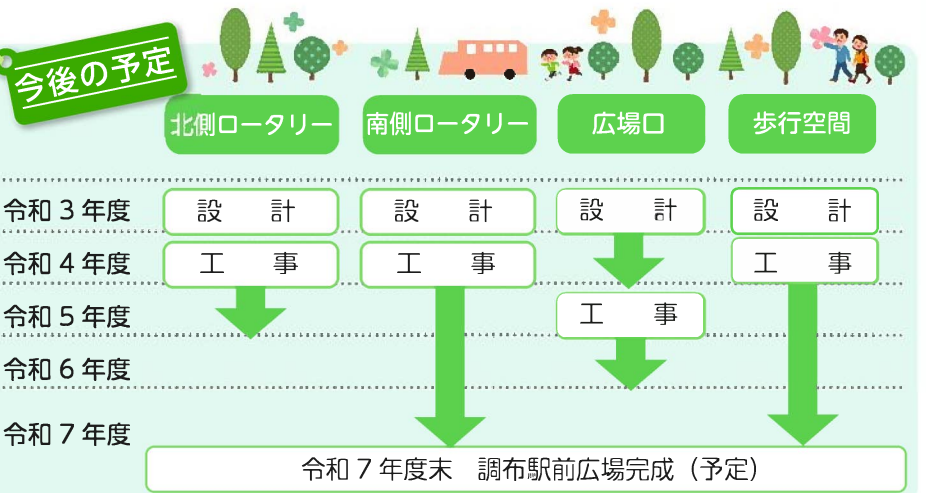 今後の予定
北側ロータリー 南側ロータリー 広場口 歩行空間
令和3年度 設計 設計 設計 設計
令和4年度 工事 工事 工事
令和5年度 工事
令和6年度
令和7年度
令和7年度末 調布駅前広場完成（予定）